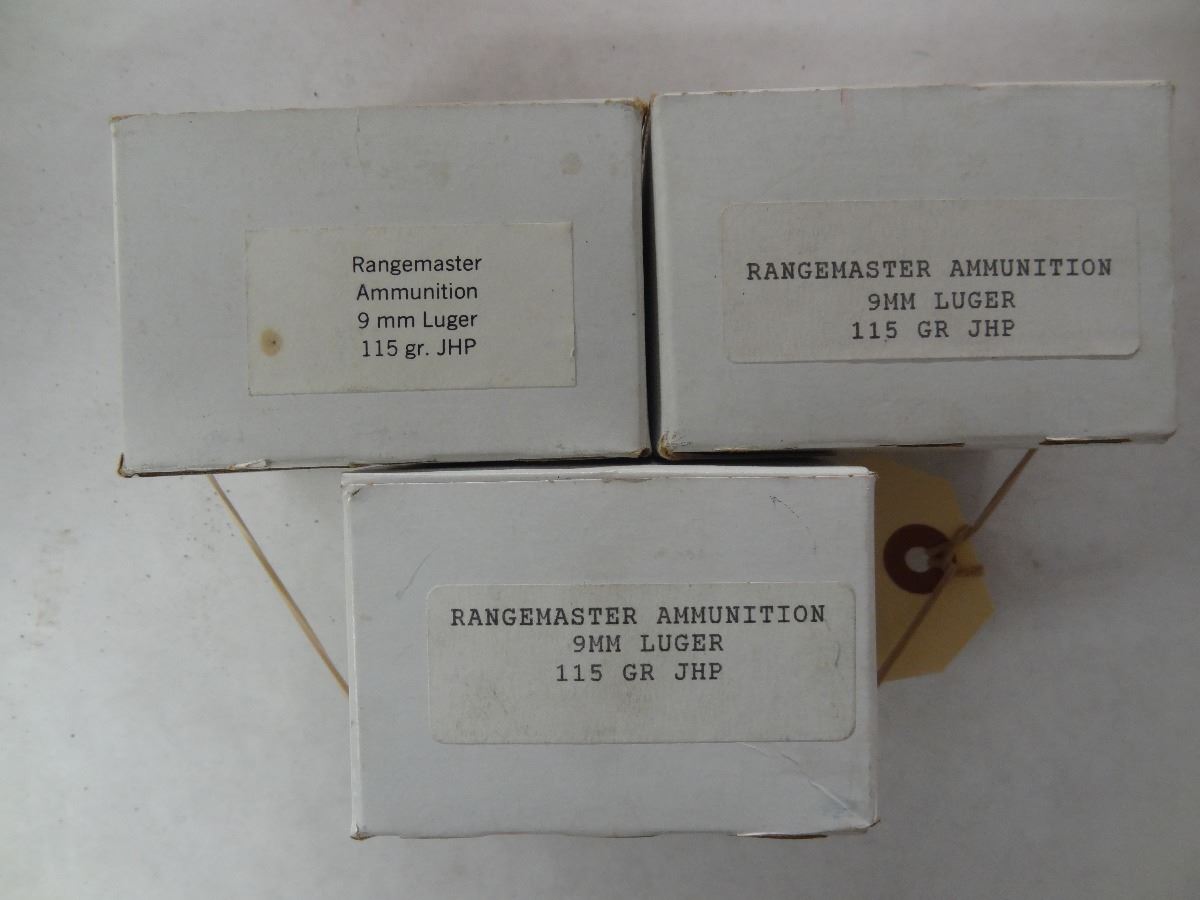 Rangemaster
Ammunition
9 mm Luger
115 gr. JHP
RANGEMASTER AMMUNITION
9MM LUGER
115 GR JHP
RANGEMASTER AMMUNITION
9MM LUGER
115 GR JHP